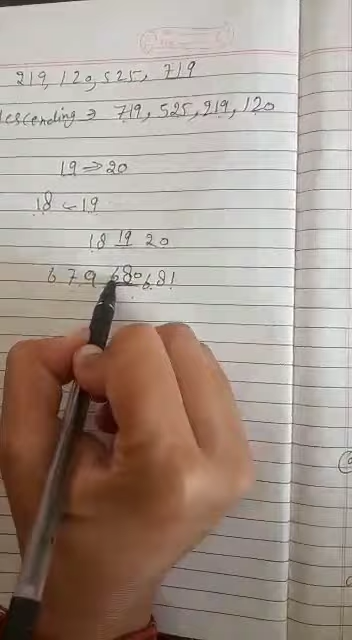 219, 120, 525, 719
descending ⇒ 719, 525, 219, 120
19 ⇒ 20
18 ← 19
18 19 20
679 680 681